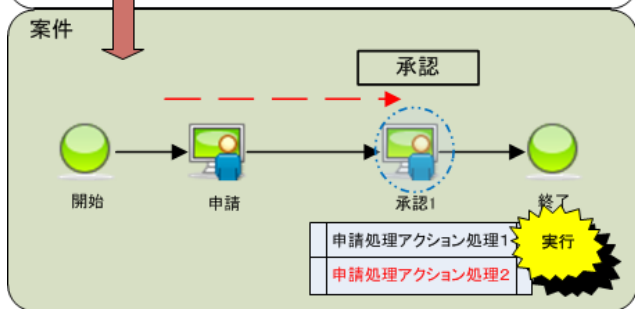 案件
承認
開始
申請
承認1
終了
申請処理アクション処理1
実行
申請処理アクション処理2